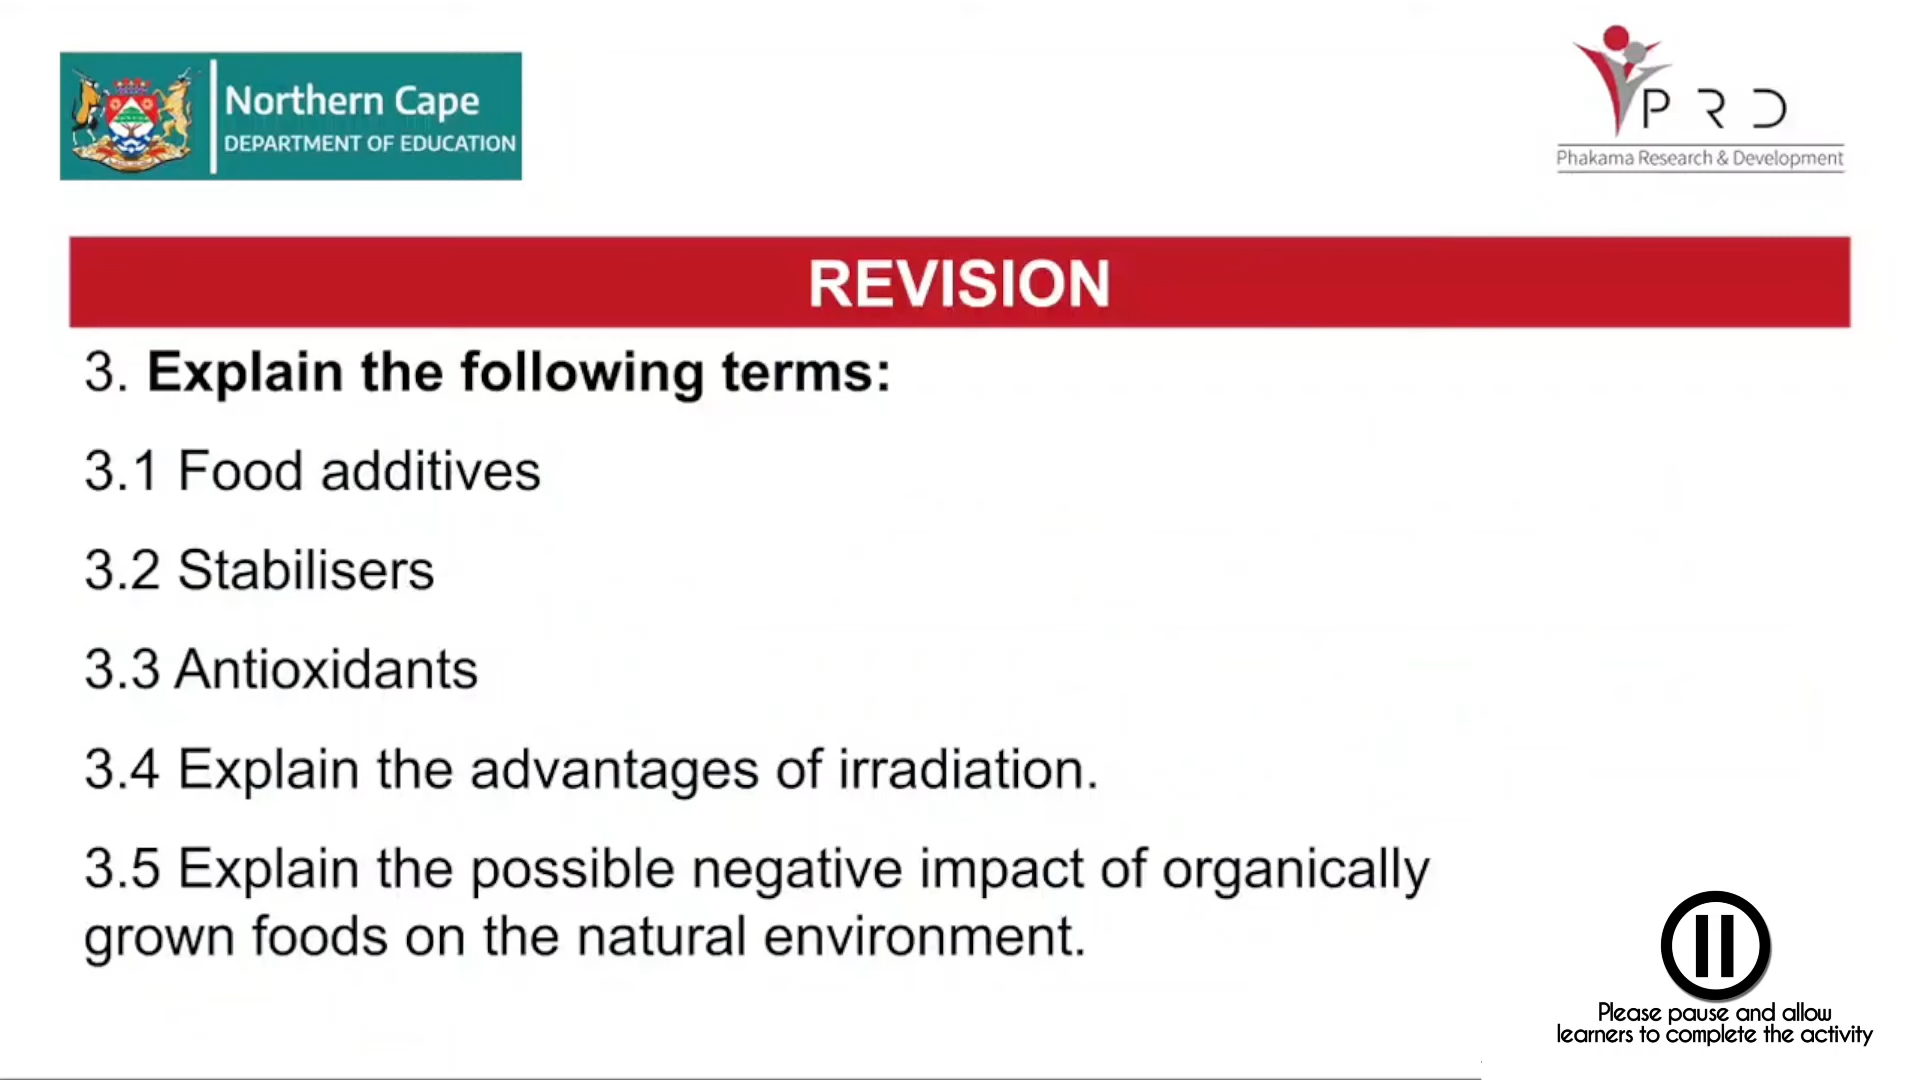 Northern Cape
DEPARTMENT OF EDUCATION
PRD
Phakama Research & Development
REVISION
3. Explain the following terms:
3.1 Food additives
3.2 Stabilisers
3.3 Antioxidants
3.4 Explain the advantages of irradiation.
3.5 Explain the possible negative impact of organically
grown foods on the natural environment.
Please pause and allow
learners to complete the activity